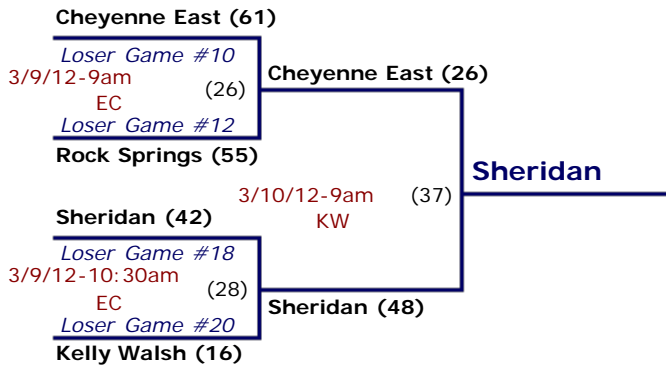 Cheyenne East (61)
Loser Game #10
3/9/12-9am
(26)
EC
Loser Game #12
Rock Springs (55)
Cheyenne East (26)
3/10/12-9am
(37)
KW
Sheridan
Sheridan (42)
Loser Game #18
3/9/12-10:30am
(28)
EC
Loser Game #20
Kelly Walsh (16)
Sheridan (48)